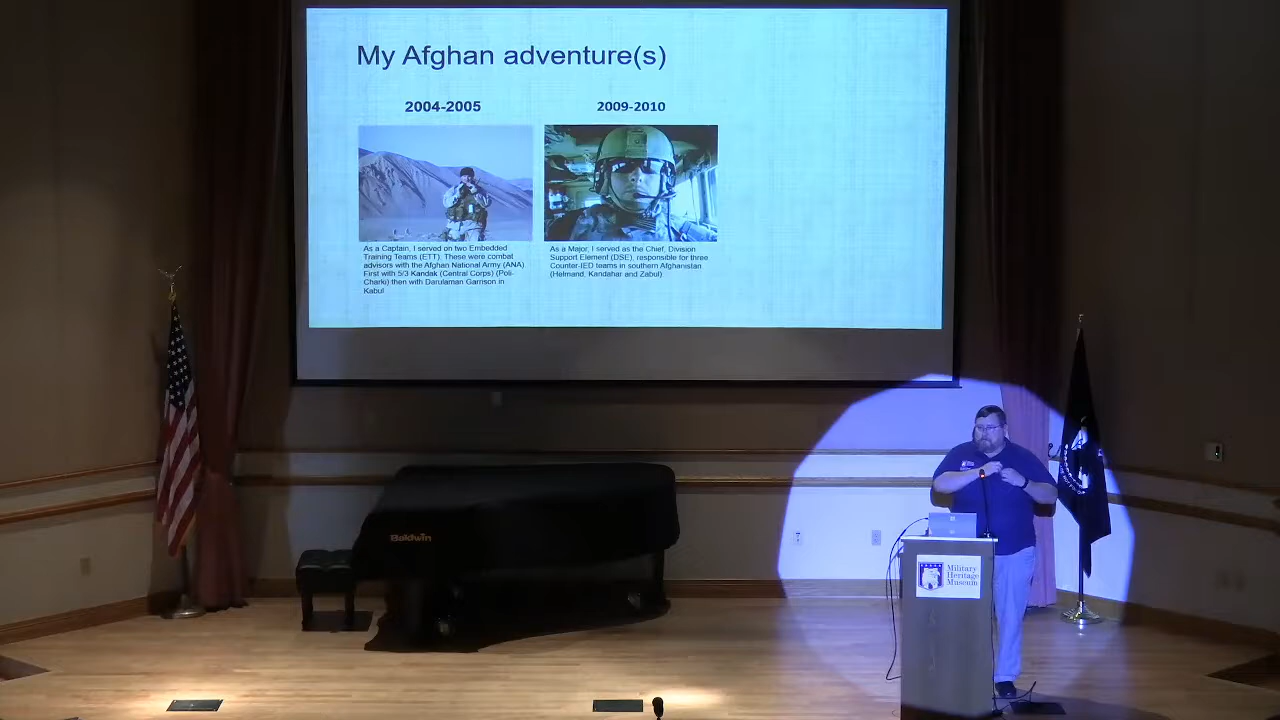 My Afghan adventure(s)
2004-2005
2009-2010
As a Captain, I served on two Embedded
Training Teams (ETT). These were combat
advisors with the Afghan National Army (ANA).
First with 5/3 Kandak (Central Corps) (Poli-
Charki) then with Darulaman Garrison in
Kabul
As a Major, I served as the Chief, Division
Support Element (DSE), responsible for three
Counter-IED teams in southern Afghanistan
(Helmand, Kandahar and Zabul)
Baldwin
Military
Heritage
Museum